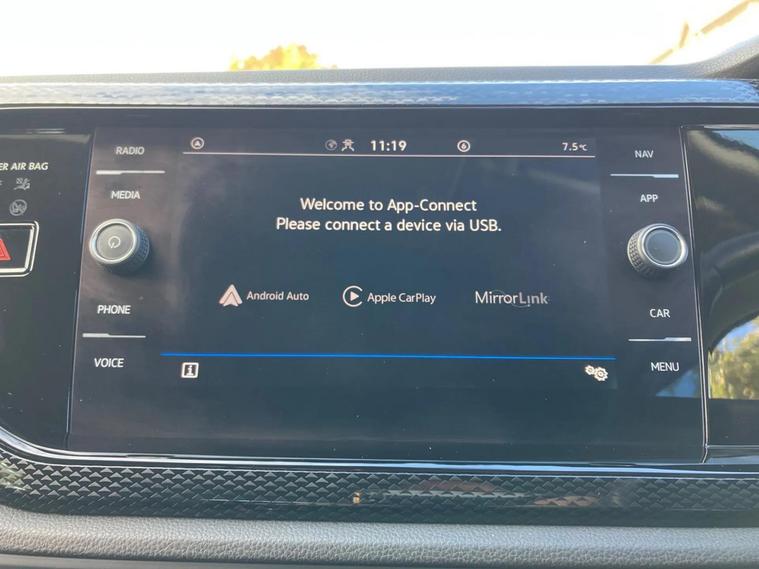 ER AIR BAG
RADIO
MEDIA
PHONE
VOICE
11:19
7.5°C
Welcome to App-Connect
Please connect a device via USB.
Android Auto
Apple CarPlay
MirrorLink
i
NAV
APP
CAR
MENU